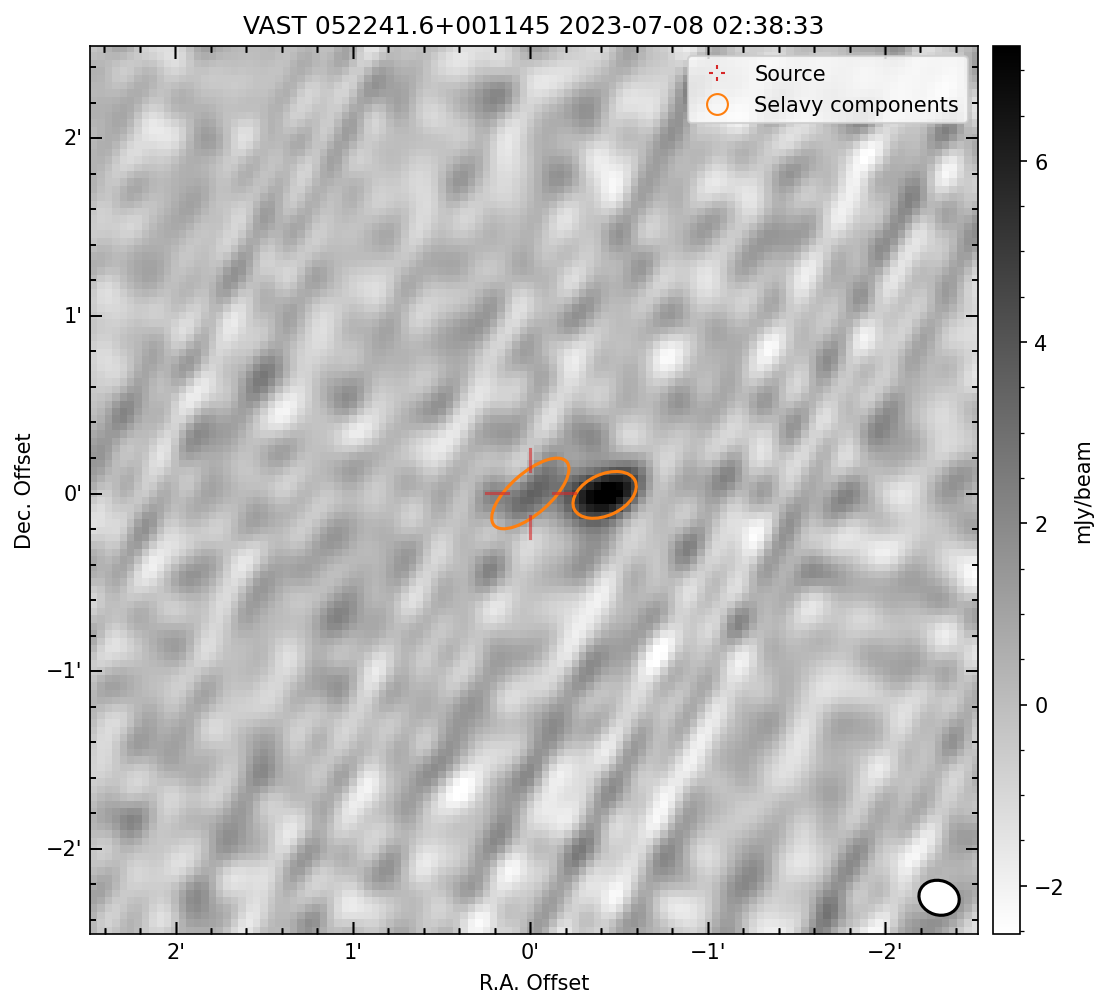 VAST 052241.6+001145 2023-07-08 02:38:33
Source
Selavy components
2'
1'
0'
−1'
−2'
Dec. Offset
2'
1'
0'
−1'
−2'
R.A. Offset
6
4
2
0
−2
mJy/beam